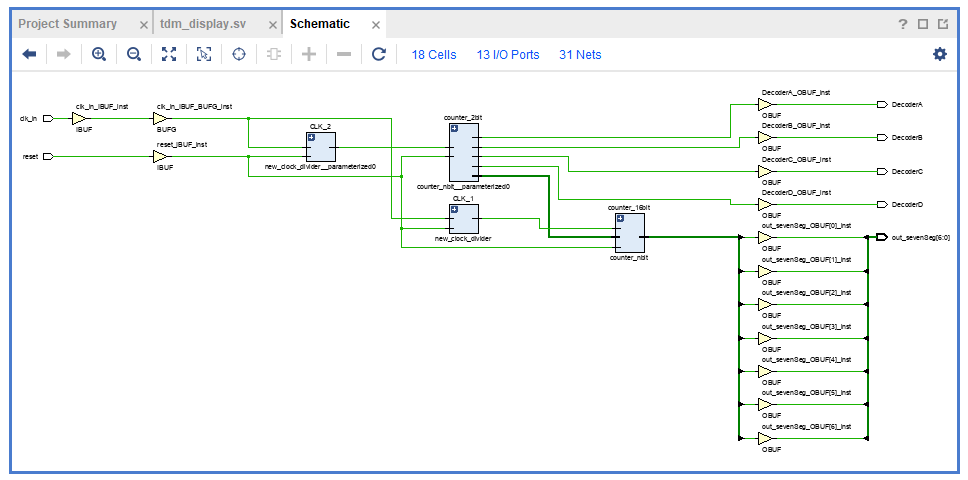 Project Summary × tdm_display.sv × Schematic × ?
18 Cells 13 I/O Ports 31 Nets
clk_in
clk_in_IBUF_inst
IBUF
clk_in_IBUF_BUFG_inst
BUFG
reset
reset_IBUF_inst
IBUF
CLK_2
new_clock_divider__parameterized0
counter_2bit
counter_nbit__parameterized0
CLK_1
new_clock_divider
counter_16bit
counter_nbit
DecoderA_OBUF_inst
OBUF
DecoderA
DecoderB_OBUF_inst
OBUF
DecoderB
DecoderC_OBUF_inst
OBUF
DecoderC
DecoderD_OBUF_inst
OBUF
DecoderD
out_sevenSeg_OBUF[0]_inst
OBUF
out_sevenSeg[6:0]
out_sevenSeg_OBUF[1]_inst
OBUF
out_sevenSeg_OBUF[2]_inst
OBUF
out_sevenSeg_OBUF[3]_inst
OBUF
out_sevenSeg_OBUF[4]_inst
OBUF
out_sevenSeg_OBUF[5]_inst
OBUF
out_sevenSeg_OBUF[6]_inst
OBUF